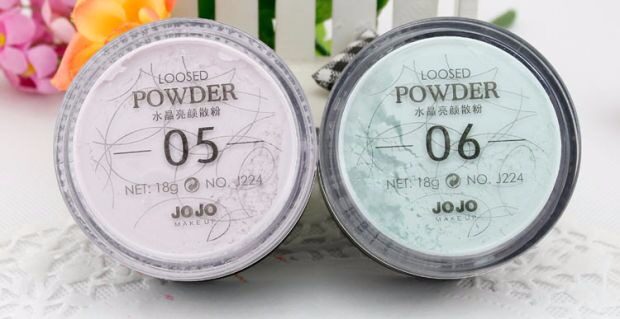 LOOSED
POWDER
水晶亮颜散粉
05
NET: 18g NO. J224
JOJO
MAKE UP
LOOSED
POWDER
水晶亮颜散粉
06
NET: 18g NO. J224
JOJO
MAKE UP